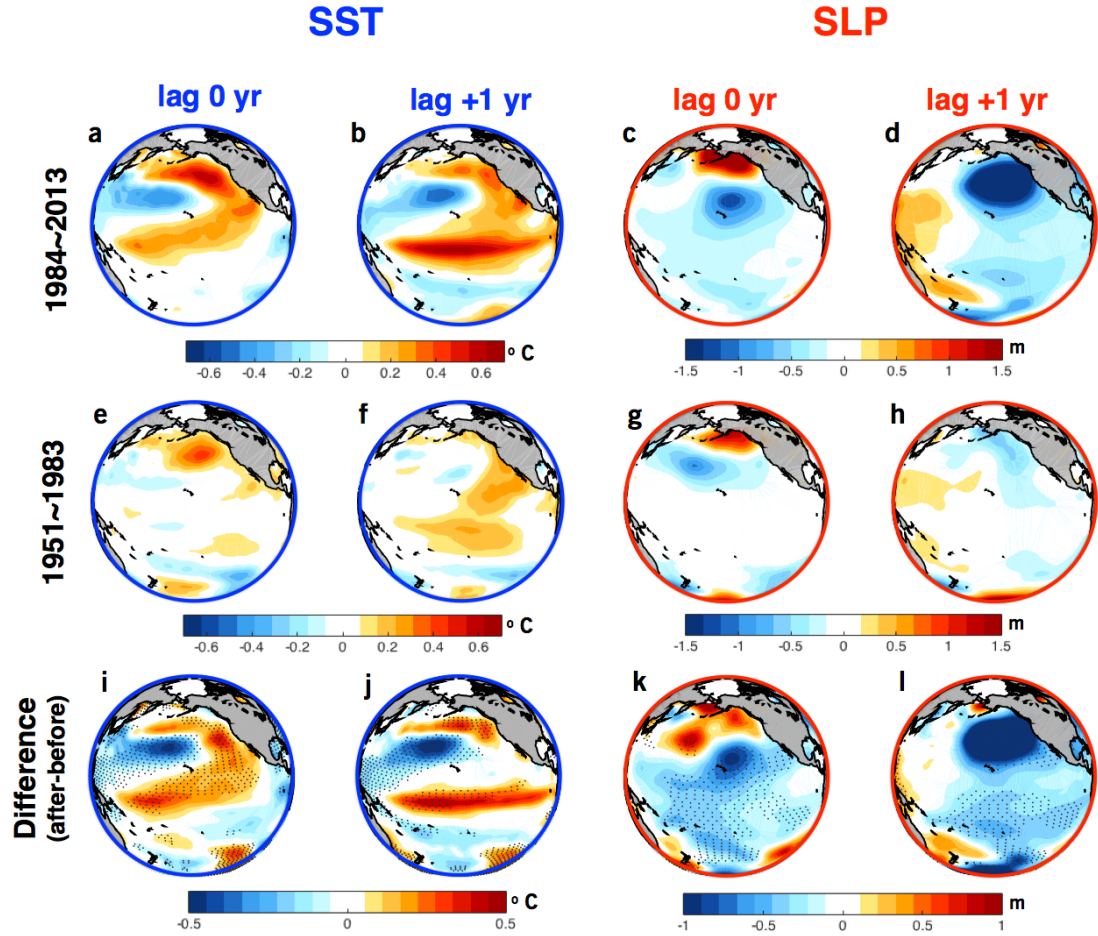 SST SLP
lag 0 yr lag +1 yr lag 0 yr lag +1 yr
a b c d
1984~2013
-0.6 -0.4 -0.2 0 0.2 0.4 0.6 o C
-1.5 -1 -0.5 0 0.5 1 1.5 m
e f g h
1951~1983
-0.6 -0.4 -0.2 0 0.2 0.4 0.6 o C
-1.5 -1 -0.5 0 0.5 1 1.5 m
i j k l
Difference
(after-before)
-0.5 0 0.5 o C
-1 -0.5 0 0.5 1 m